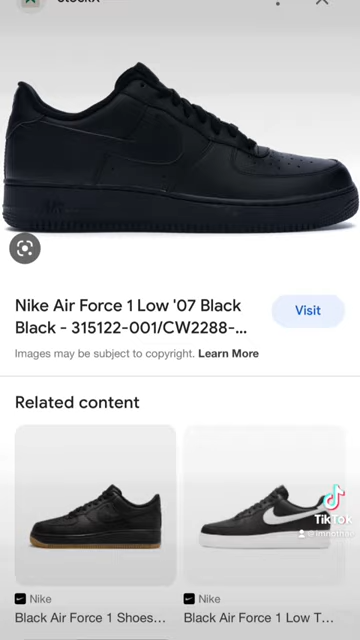 Nike Air Force 1 Low '07 Black
Black - 315122-001/CW2288-...
Visit
Images may be subject to copyright. Learn More
Related content
TikTok
Nike
Black Air Force 1 Shoes...
Nike
Black Air Force 1 Low T...